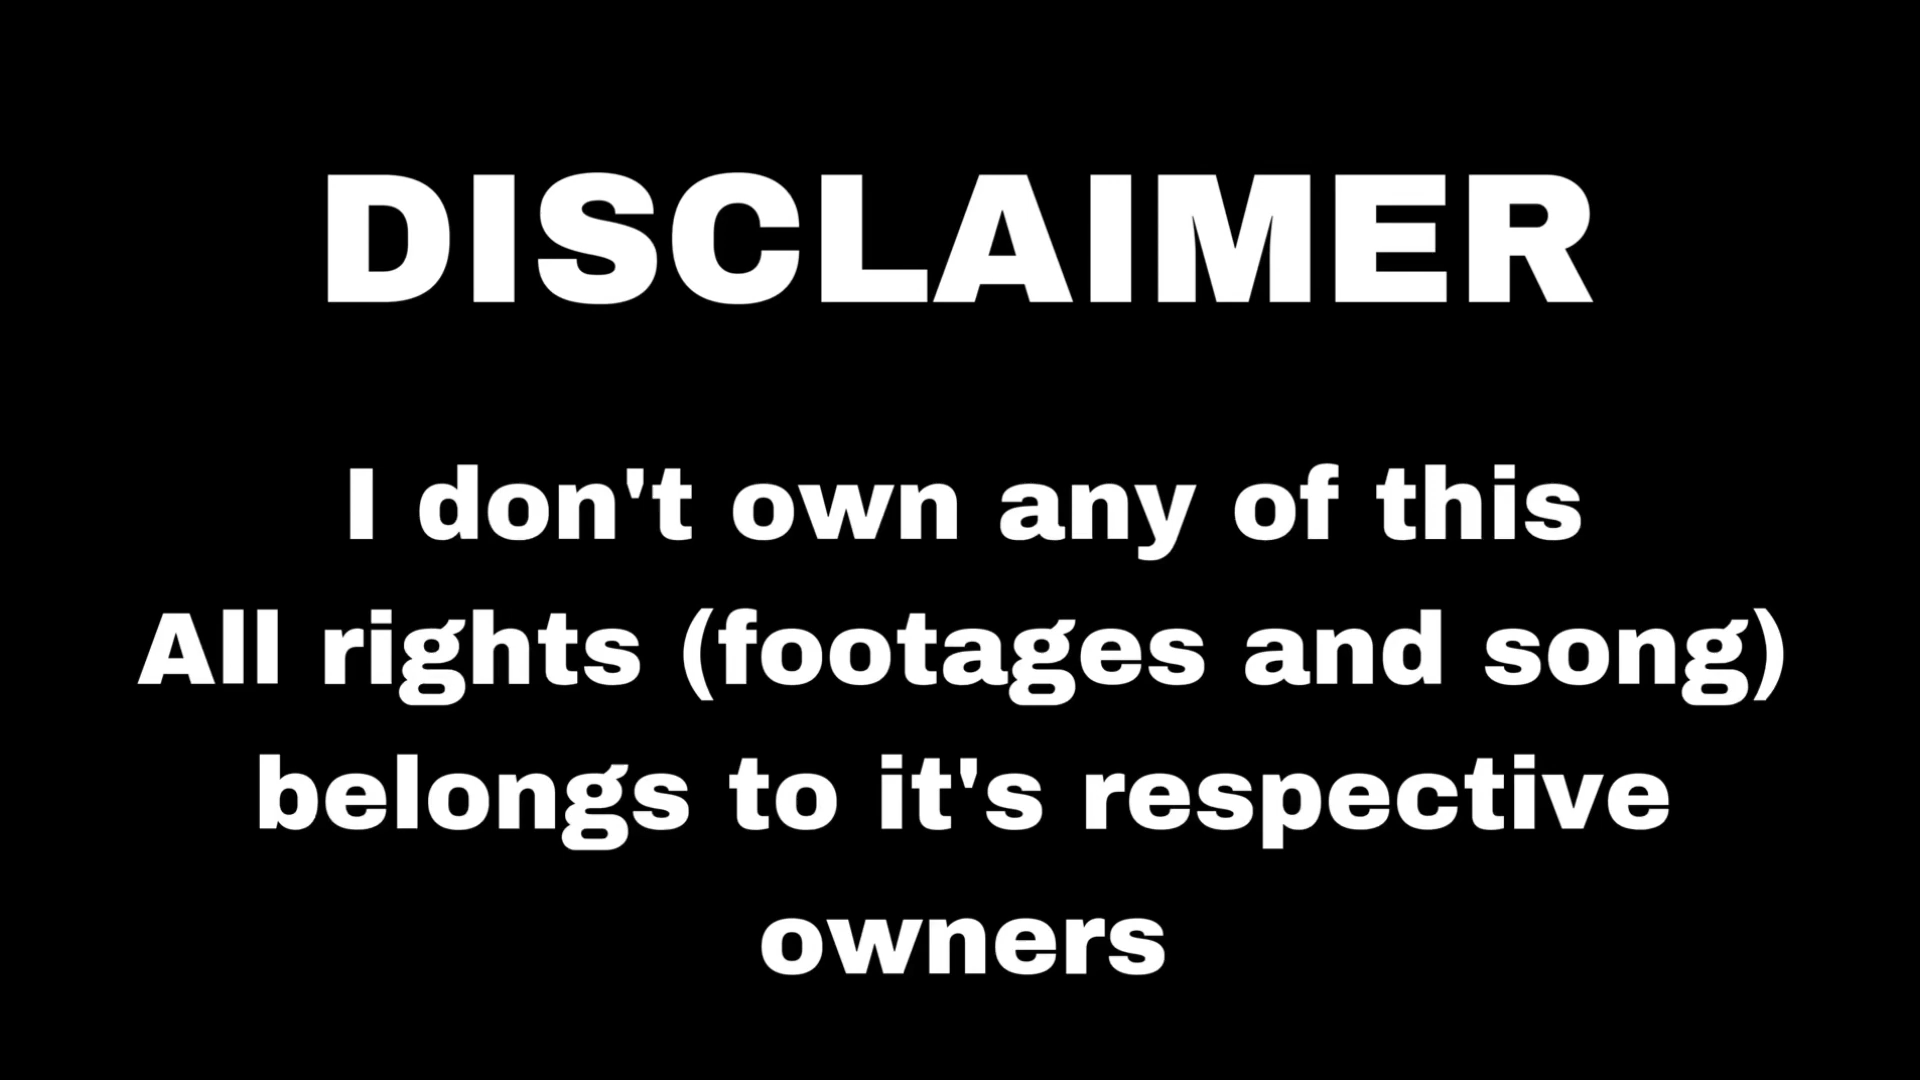 DISCLAIMER
I don't own any of this
All rights (footages and song)
belongs to it's respective
owners